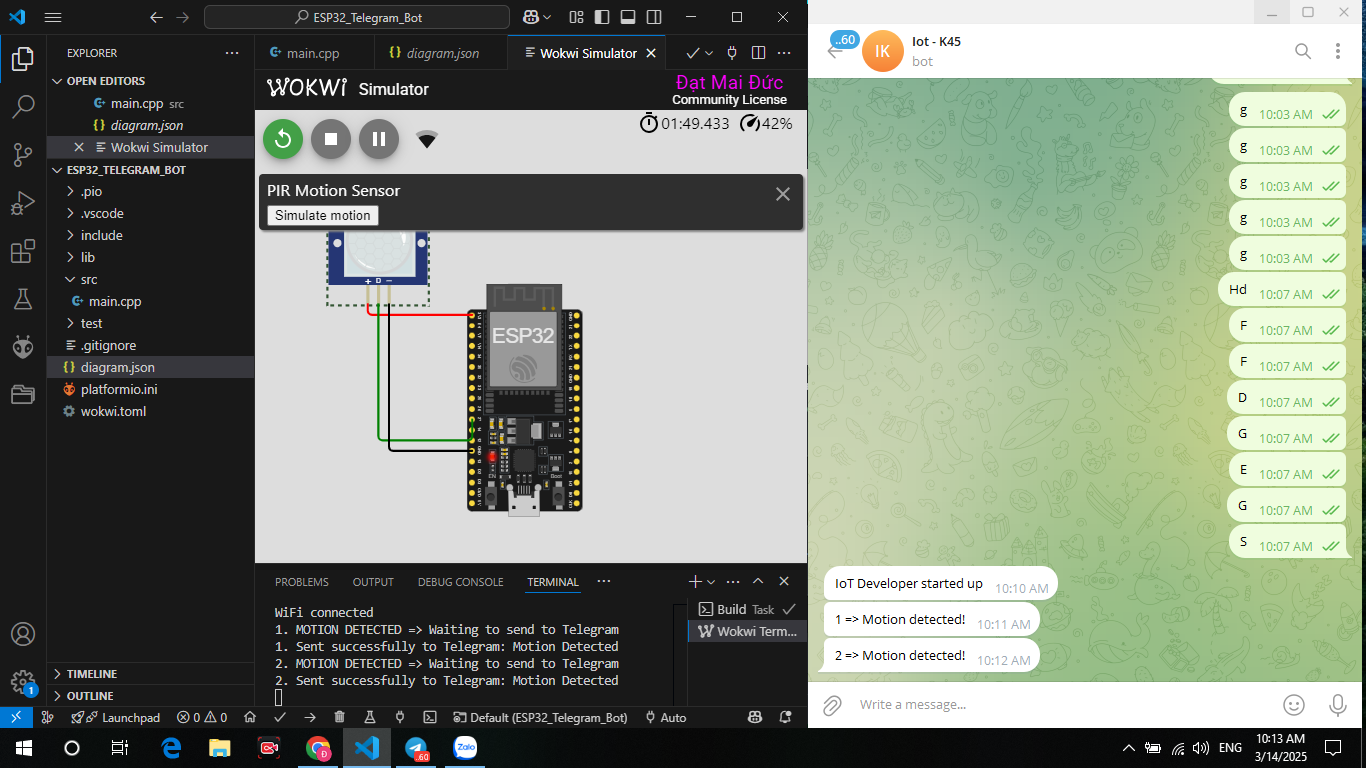 ESP32_Telegram_Bot
EXPLORER
OPEN EDITORS
main.cpp src
diagram.json
Wokwi Simulator
ESP32_TELEGRAM_BOT
.pio
.vscode
include
lib
src
main.cpp
test
.gitignore
diagram.json
platformio.ini
wokwi.toml
TIMELINE
OUTLINE
1
main.cpp
diagram.json
Wokwi Simulator
WOKWI Simulator
Đạt Mai Đức
Community License
01:49.433 42%
PIR Motion Sensor
Simulate motion
+ D -
ESP32
EN Boot
PROBLEMS OUTPUT DEBUG CONSOLE TERMINAL
WiFi connected
1. MOTION DETECTED => Waiting to send to Telegram
1. Sent successfully to Telegram: Motion Detected
2. MOTION DETECTED => Waiting to send to Telegram
2. Sent successfully to Telegram: Motion Detected
Build Task
Wokwi Term...
Launchpad 0 0 Default (ESP32_Telegram_Bot) Auto
..60
IK
Iot - K45
bot
g 10:03 AM
g 10:03 AM
g 10:03 AM
g 10:03 AM
g 10:03 AM
Hd 10:07 AM
F 10:07 AM
F 10:07 AM
D 10:07 AM
G 10:07 AM
E 10:07 AM
G 10:07 AM
S 10:07 AM
IoT Developer started up 10:10 AM
1 => Motion detected! 10:11 AM
2 => Motion detected! 10:12 AM
Write a message...
Đ
..60
Zalo
ENG
10:13 AM
3/14/2025